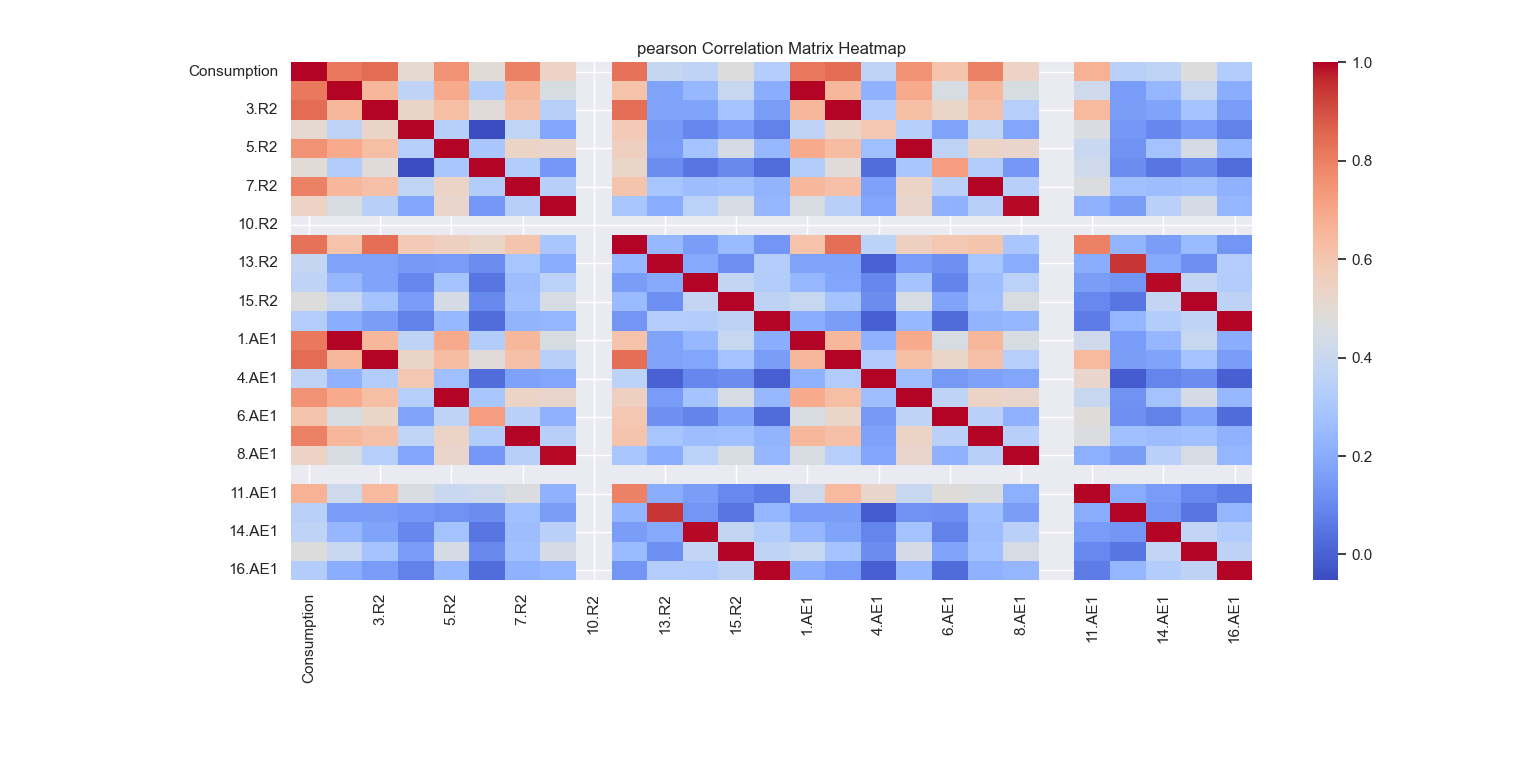 pearson Correlation Matrix Heatmap
Consumption
3.R2
5.R2
7.R2
10.R2
13.R2
15.R2
1.AE1
4.AE1
6.AE1
8.AE1
11.AE1
14.AE1
16.AE1
Consumption
3.R2
5.R2
7.R2
10.R2
13.R2
15.R2
1.AE1
4.AE1
6.AE1
8.AE1
11.AE1
14.AE1
16.AE1
1.0
0.8
0.6
0.4
0.2
0.0